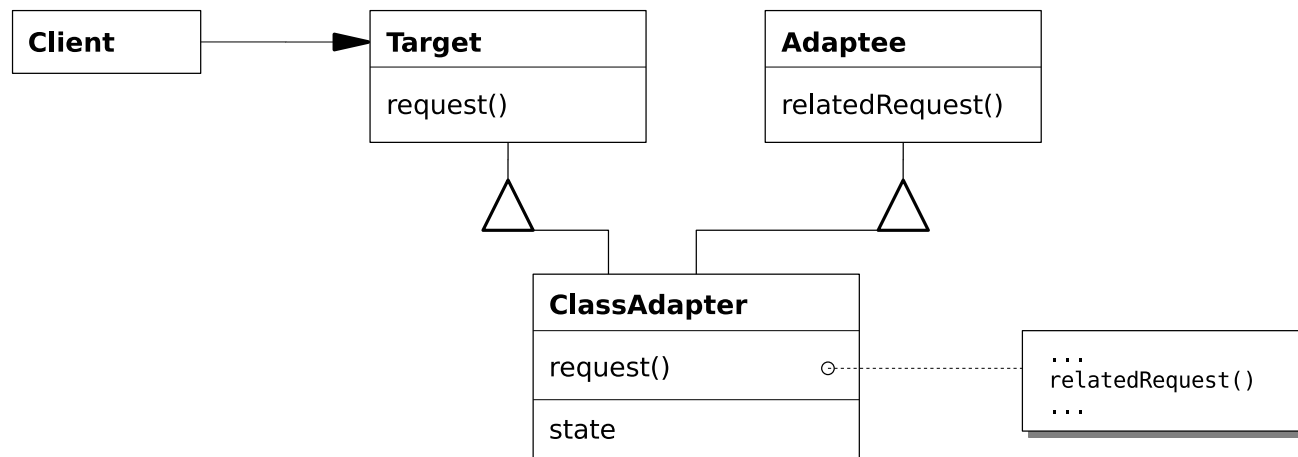 Client
Target
request()
Adaptee
relatedRequest()
ClassAdapter
request()
state
...
relatedRequest()
...